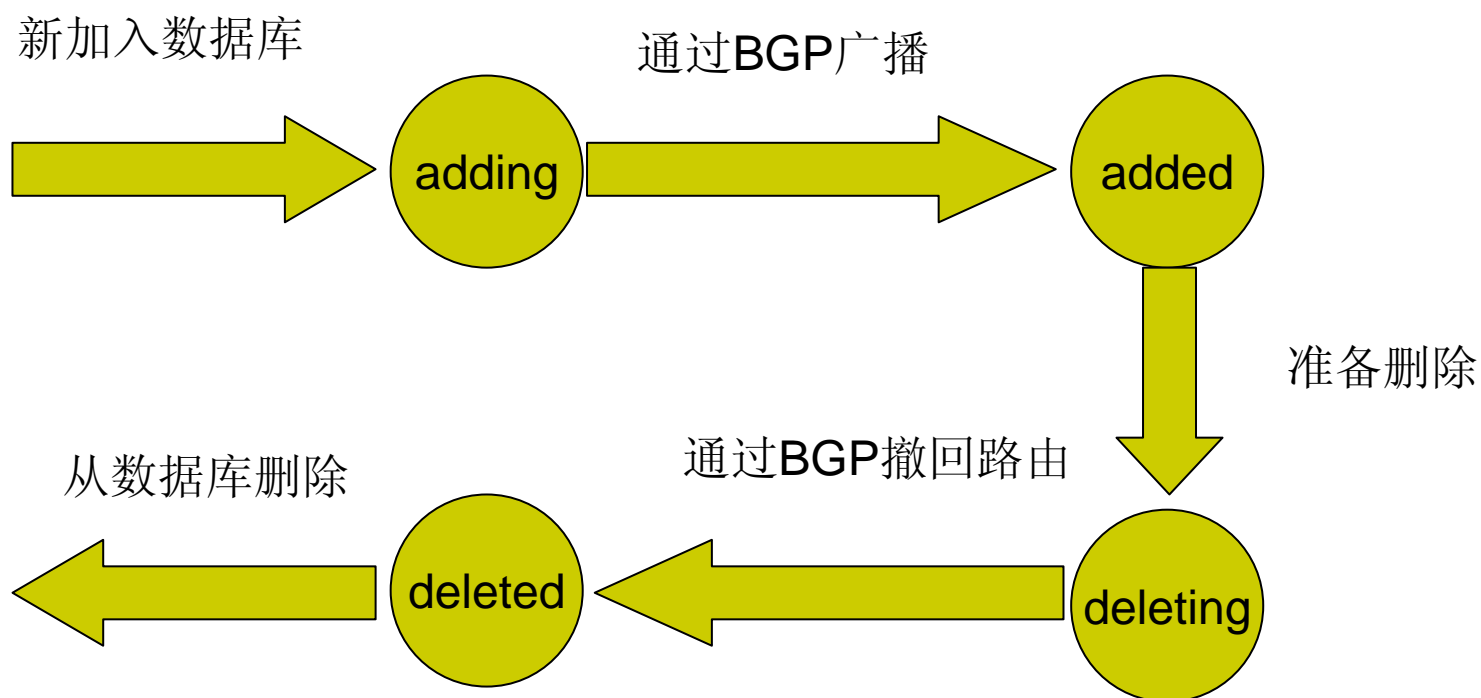 新加入数据库
通过BGP广播
adding
added
准备删除
通过BGP撤回路由
从数据库删除
deleted
deleting